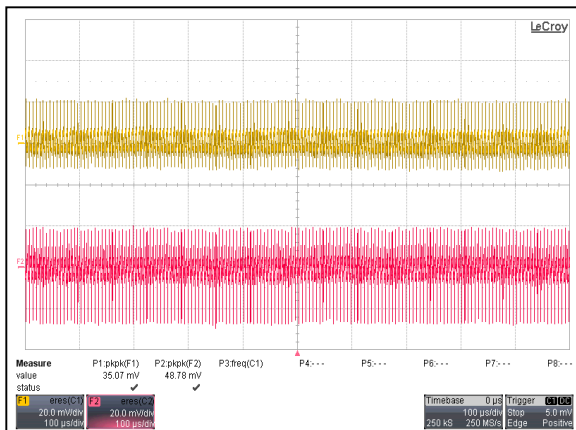 LeCroy
F1
F2
Measure P1:pkpk(F1) P2:pkpk(F2) P3:freq(C1) P4:--- P5:--- P6:--- P7:--- P8:---
value 35.07 mV 48.78 mV
status
F1 eres(C1) F2 eres(C2) Timebase 0 µs Trigger C1 DC
20.0 mV/div 20.0 mV/div 100 µs/div Stop 5.0 mV
100 µs/div 100 µs/div 250 kS 250 MS/s Edge Positive